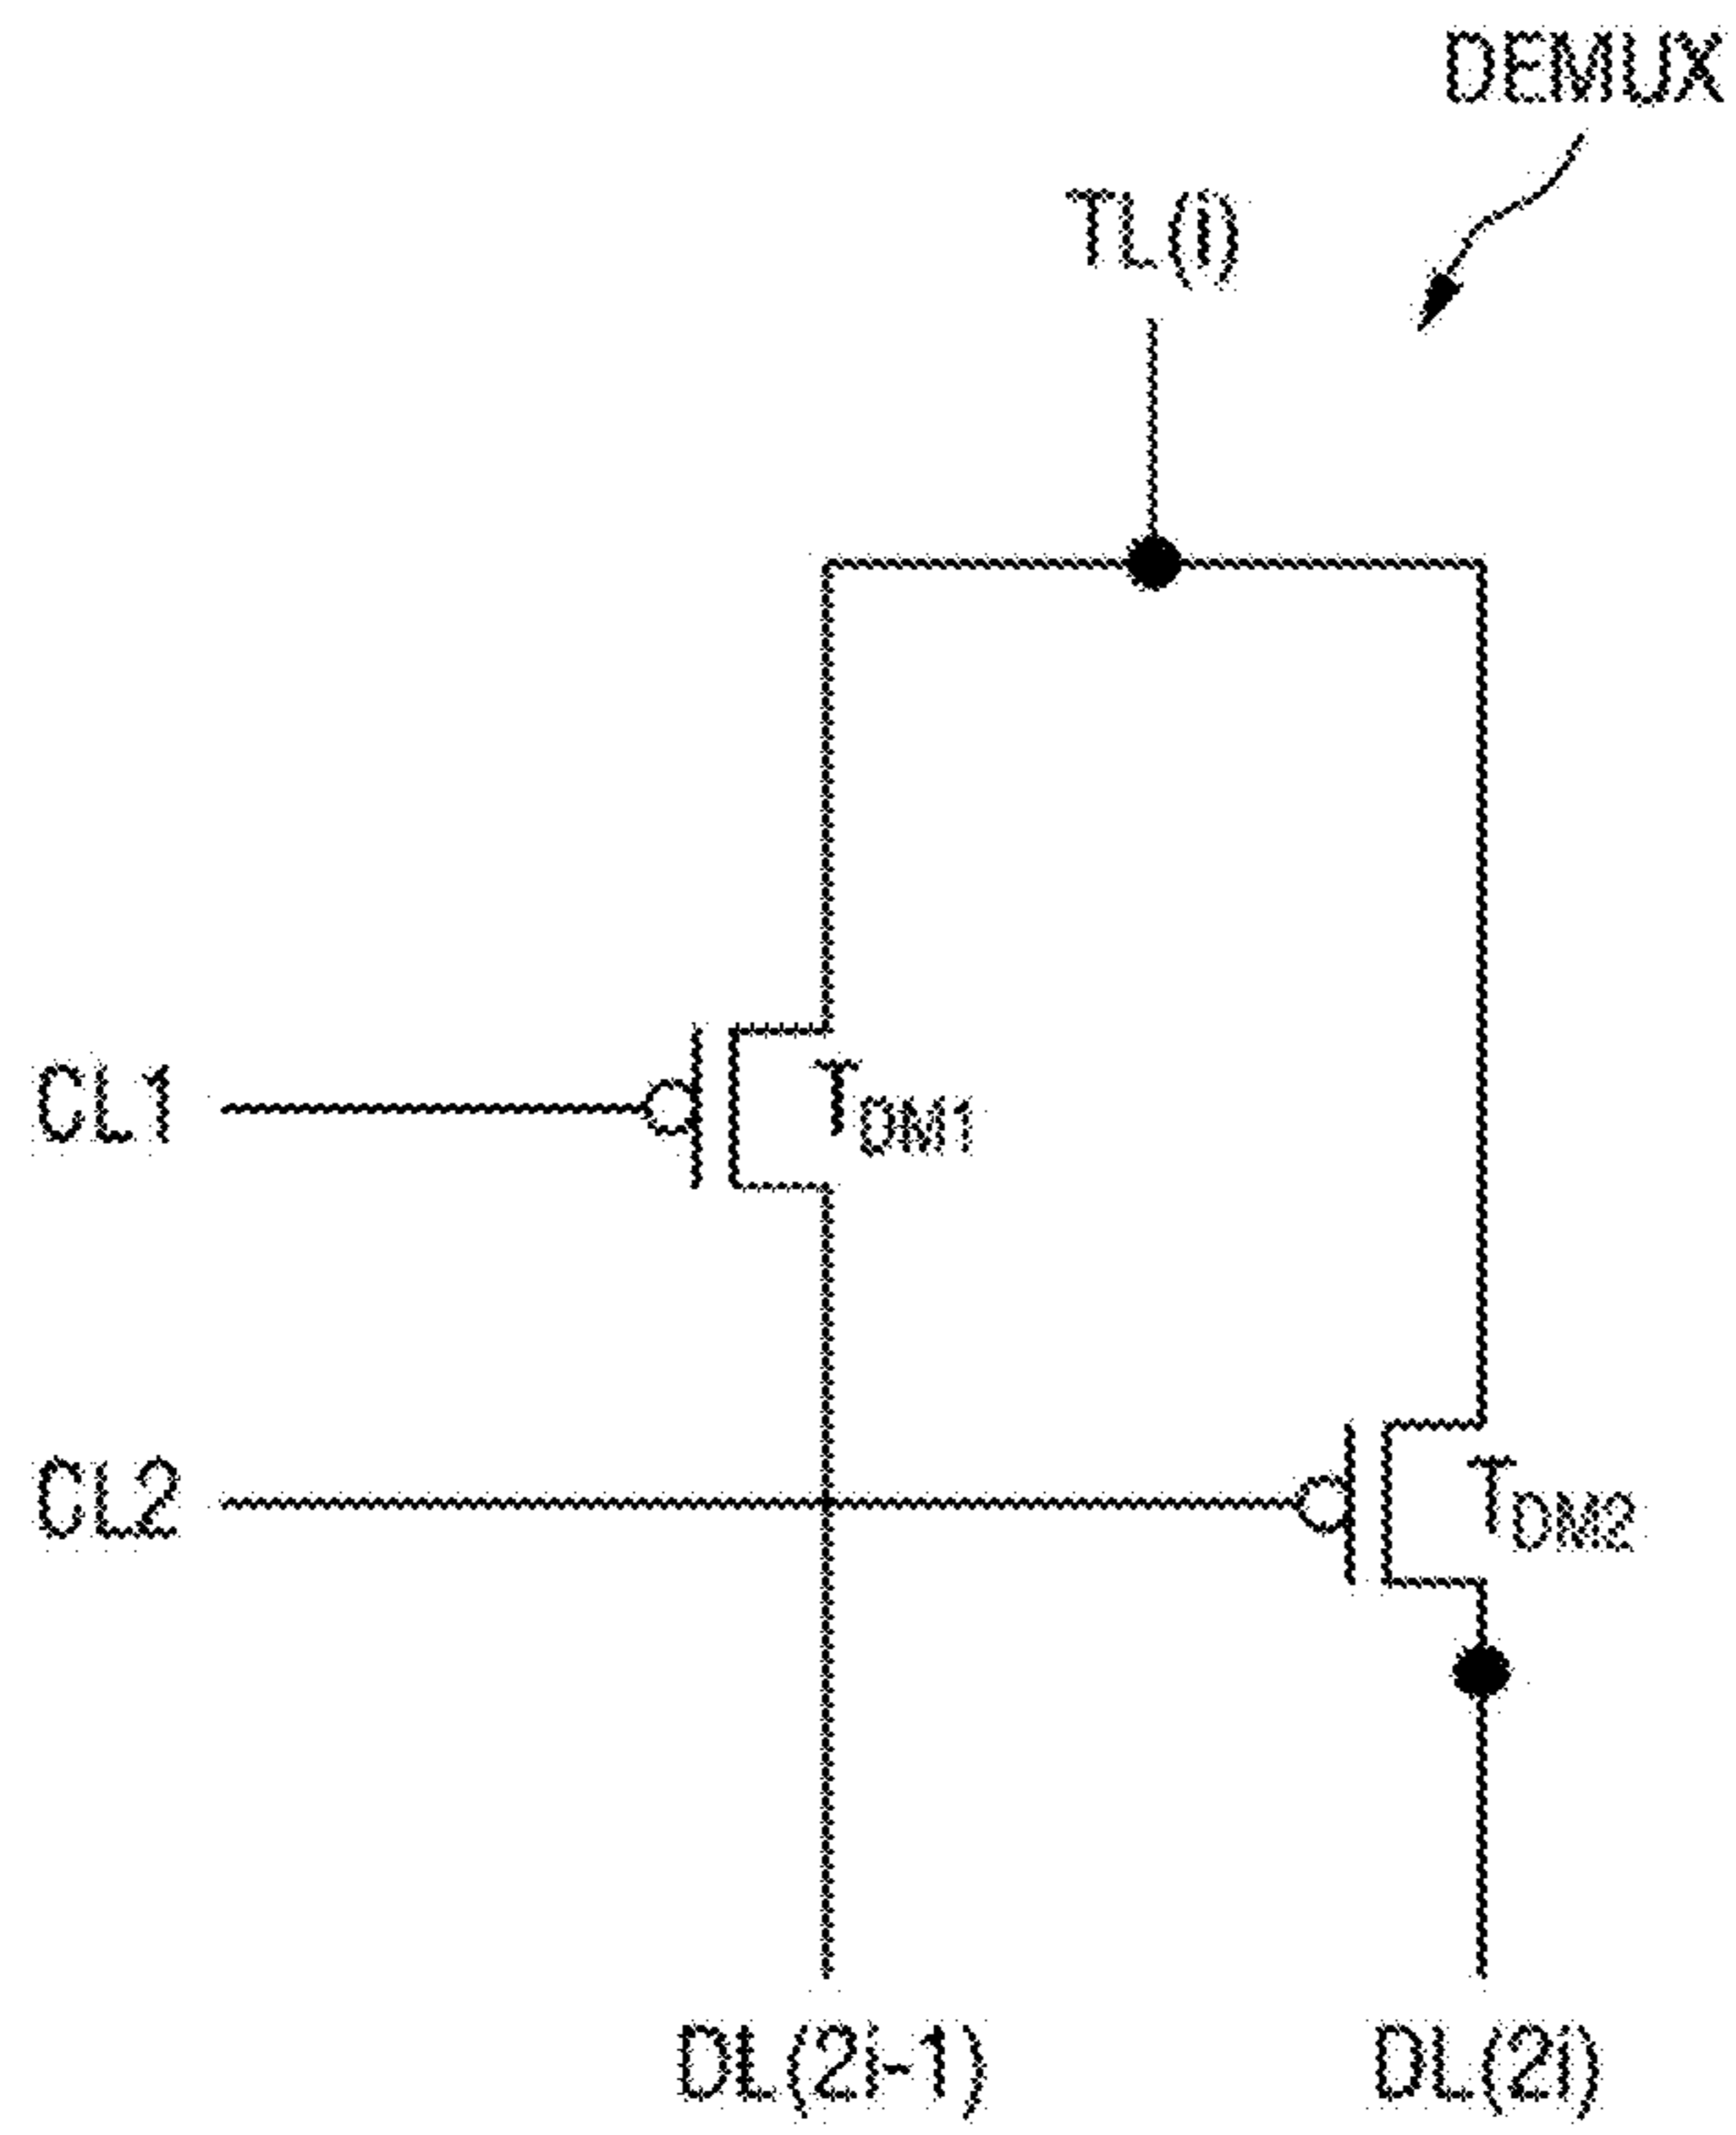 DEMUX
TL(i)
CL1
TDM1
CL2
TDM2
DL(2i-1)
DL(2i)